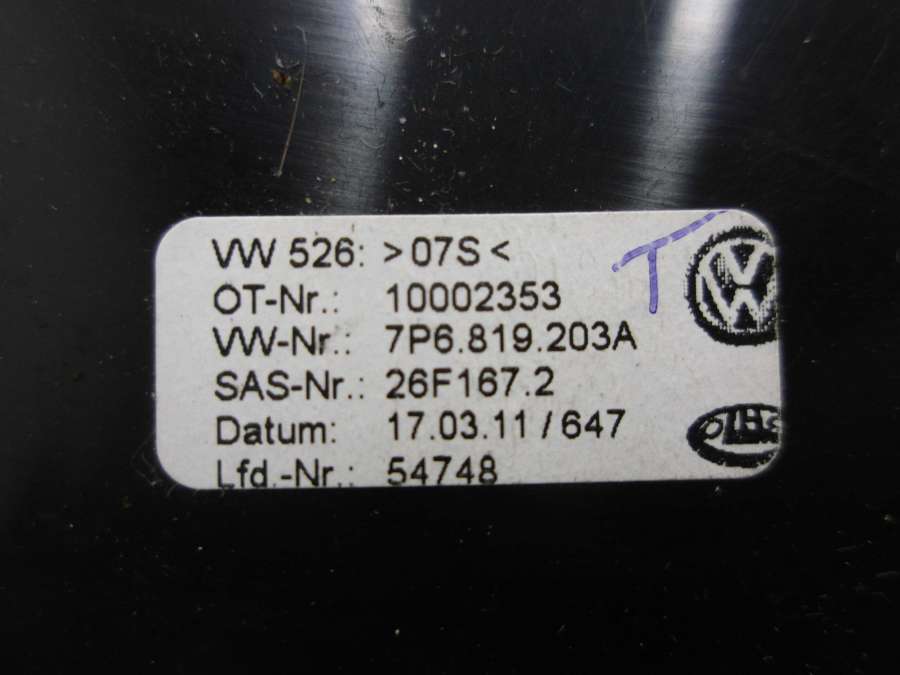 VW 526: >07S<
OT-Nr.: 10002353
VW-Nr.: 7P6.819.203A
SAS-Nr.: 26F167.2
Datum: 17.03.11 / 647
Lfd.-Nr.: 54748
T
VW